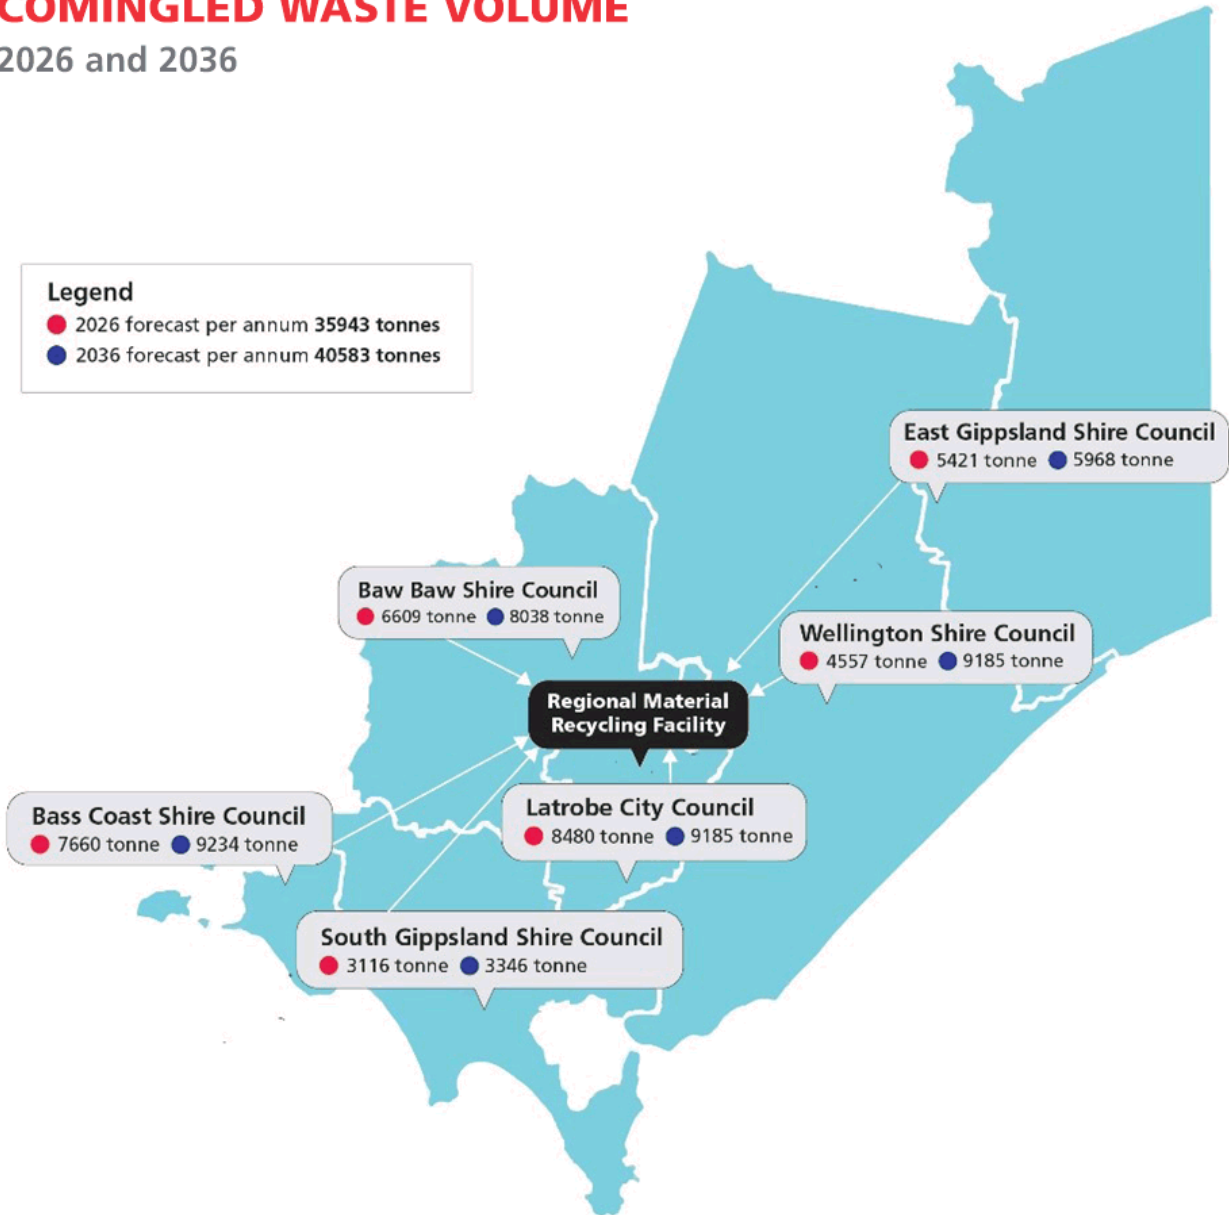 COMINGLED WASTE VOLUME
2026 and 2036
Legend
2026 forecast per annum 35943 tonnes
2036 forecast per annum 40583 tonnes
East Gippsland Shire Council
5421 tonne 5968 tonne
Baw Baw Shire Council
6609 tonne 8038 tonne
Wellington Shire Council
4557 tonne 9185 tonne
Regional Material
Recycling Facility
Bass Coast Shire Council
7660 tonne 9234 tonne
Latrobe City Council
8480 tonne 9185 tonne
South Gippsland Shire Council
3116 tonne 3346 tonne